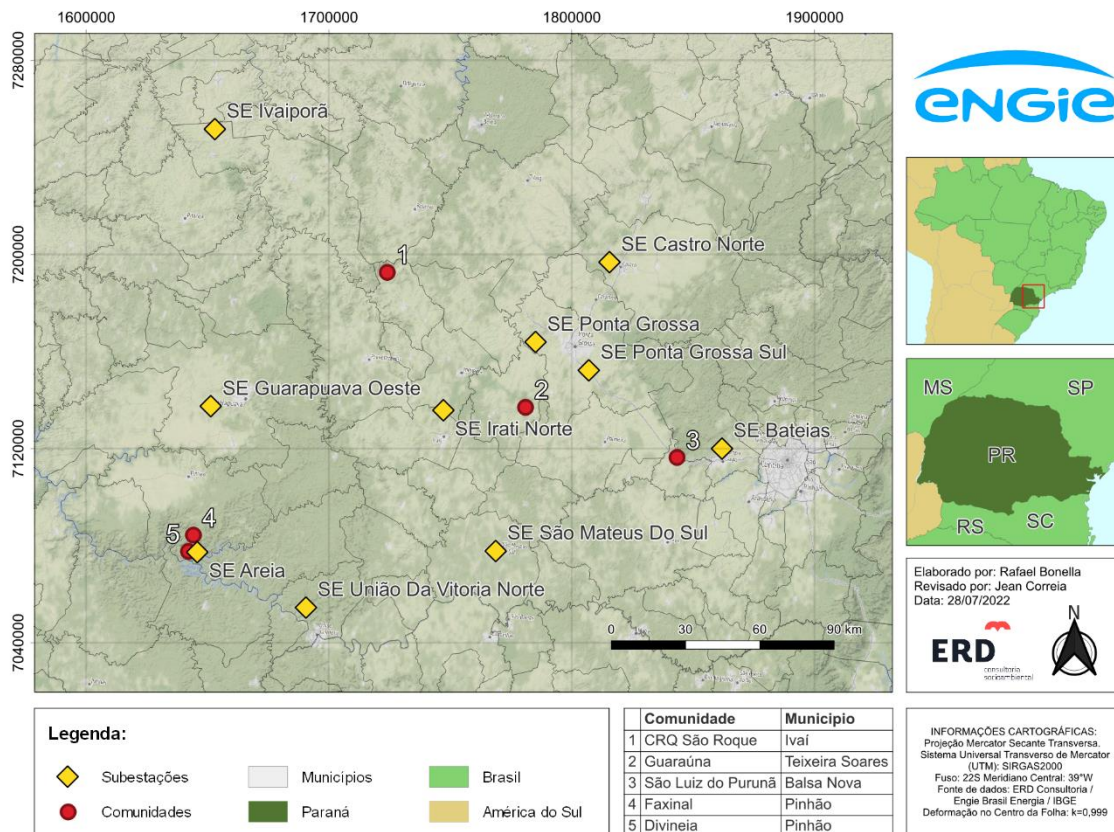 1600000 1700000 1800000 1900000
7280000
7200000
7120000
7040000
SE Ivaiporã
1
SE Castro Norte
SE Ponta Grossa
SE Ponta Grossa Sul
SE Guarapuava Oeste
2
SE Irati Norte
3
SE Bateias
5 4
SE Areia
SE São Mateus Do Sul
SE União Da Vitoria Norte
0 30 60 90 km
ENGIE
MS SP
PR
RS SC
Elaborado por: Rafael Bonella
Revisado por: Jean Correia
Data: 28/07/2022
N
ERD
consultoria
socioambiental
Legenda:
Subestações
Comunidades
Municípios
Paraná
Brasil
América do Sul
Comunidade Municipio
1 CRQ São Roque Ivaí
2 Guaraúna Teixeira Soares
3 São Luiz do Purunã Balsa Nova
4 Faxinal Pinhão
5 Divineia Pinhão
INFORMAÇÕES CARTOGRÁFICAS:
Projeção Mercator Secante Transversa.
Sistema Universal Transverso de Mercator
(UTM): SIRGAS2000
Fuso: 22S Meridiano Central: 39°W
Fonte de dados: ERD Consultoria /
Engie Brasil Energia / IBGE
Deformação no Centro da Folha: k=0,999